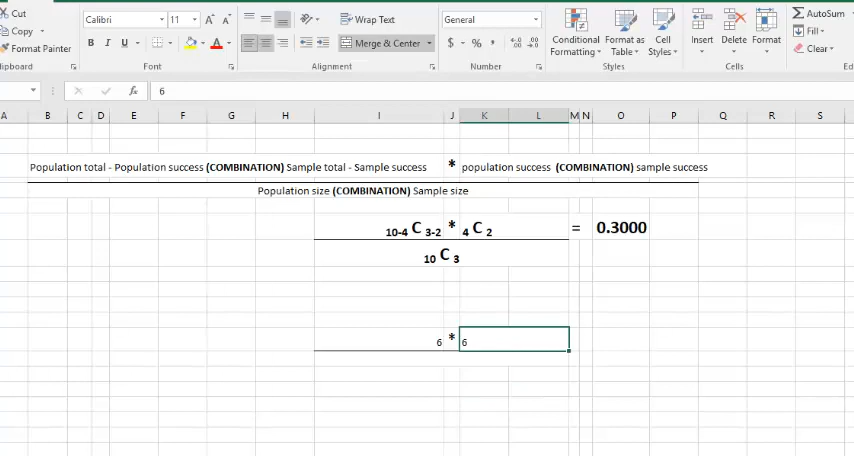 Cut
Copy
Format Painter
lipboard
Calibri
11
A A
B I U
A
Font
Wrap Text
Merge & Center
Alignment
General
$ % ,
Number
Conditional Formatting
Format as Table
Cell Styles
Styles
Insert
Delete
Format
Cells
AutoSum
Fill
Clear
Ed
fx
6
A B C D E F G H I J K L M N O P Q R S
Population total - Population success (COMBINATION) Sample total - Sample success * population success (COMBINATION) sample success
Population size (COMBINATION) Sample size
10-4 C 3-2 * 4 C 2 = 0.3000
10 C 3
6 * 6